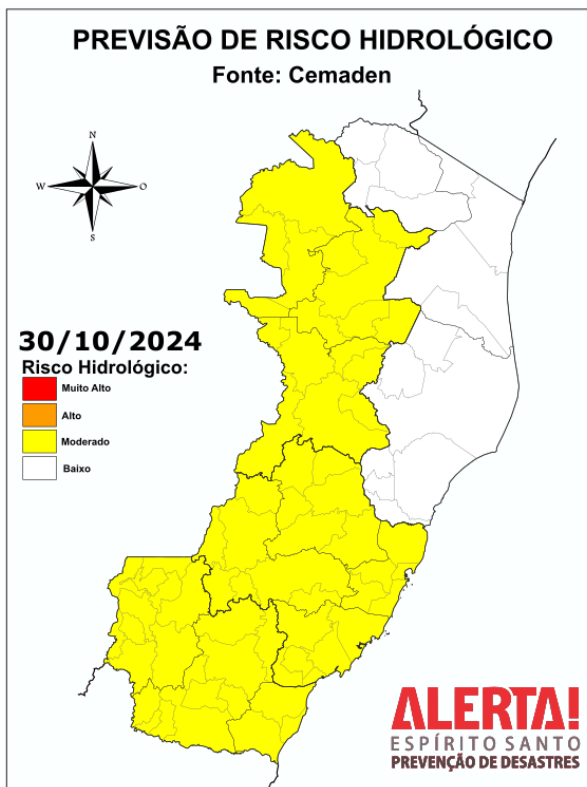 PREVISÃO DE RISCO HIDROLÓGICO
Fonte: Cemaden
N
W
O
S
30/10/2024
Risco Hidrológico:
Muito Alto
Alto
Moderado
Baixo
ALERTA!
ESPÍRITO SANTO
PREVENÇÃO DE DESASTRES